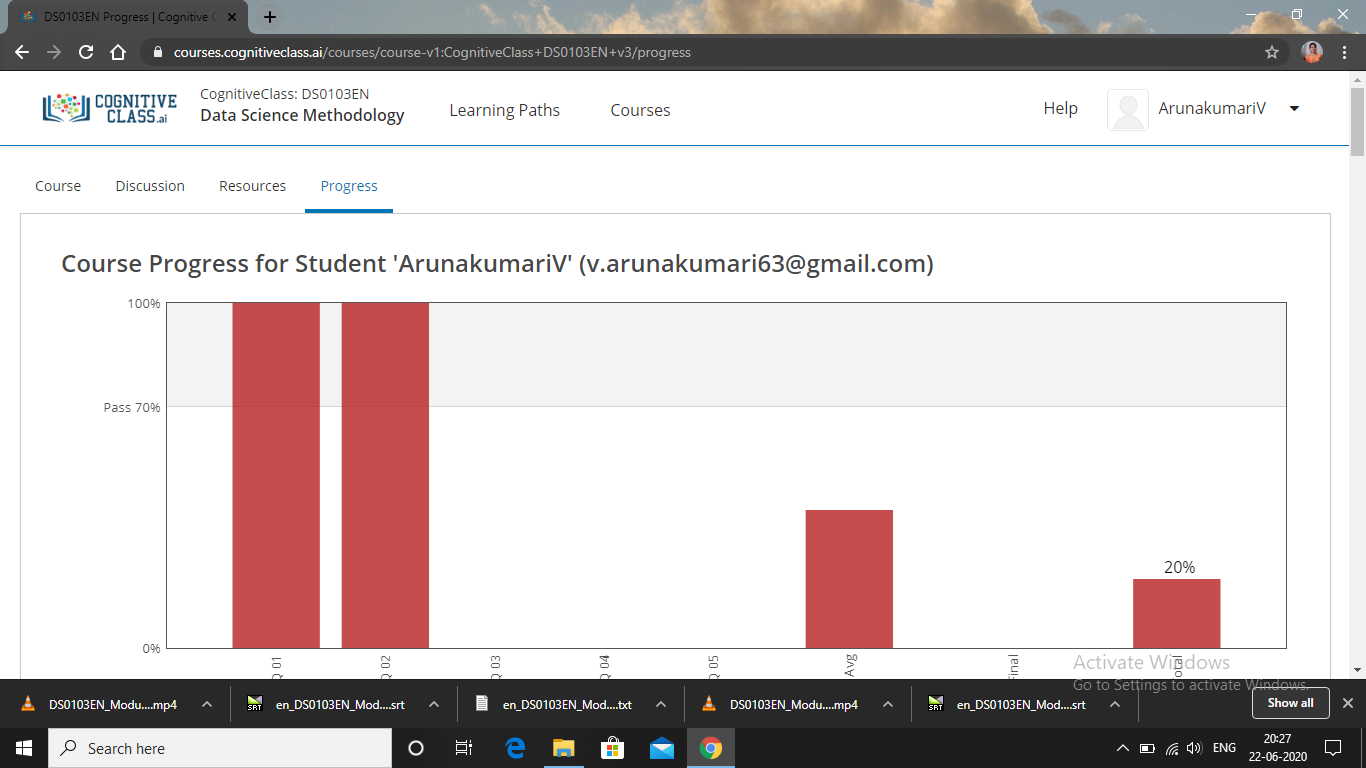 DS0103EN Progress | Cognitive C
courses.cognitiveclass.ai/courses/course-v1:CognitiveClass+DS0103EN+v3/progress
COGNITIVE
CLASS.ai
CognitiveClass: DS0103EN
Data Science Methodology
Learning Paths
Courses
Help
ArunakumariV
Course
Discussion
Resources
Progress
Course Progress for Student 'ArunakumariV' (v.arunakumari63@gmail.com)
100%
Pass 70%
0%
20%
Q 01
Q 02
Q 03
Q 04
Q 05
Avg
Final
otal
Activate Windows
Go to Settings to activate Windows.
DS0103EN_Modu....mp4
en_DS0103EN_Mod....srt
en_DS0103EN_Mod....txt
DS0103EN_Modu....mp4
en_DS0103EN_Mod....srt
Show all
Search here
ENG
20:27
22-06-2020